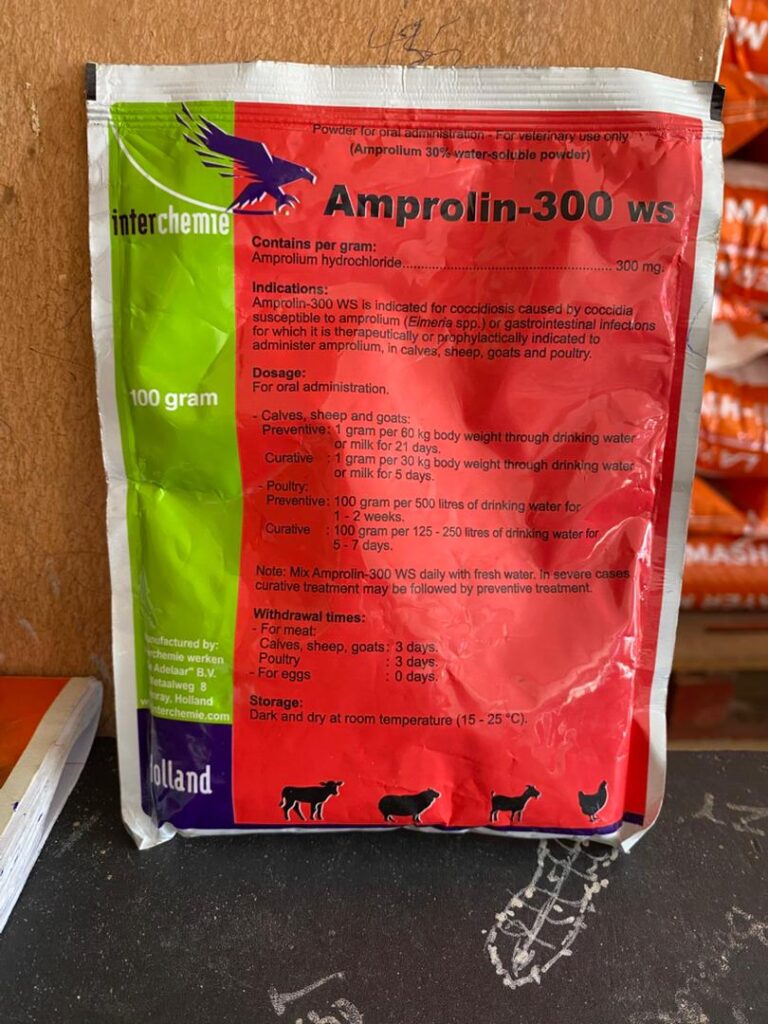 Powder for oral administration - For veterinary use only
(Amprolium 30% water-soluble powder)
interchemie
Amprolin-300 WS
Contains per gram:
Amprolium hydrochloride.......................................................... 300 mg.
Indications:
Amprolin-300 WS is indicated for coccidiosis caused by coccidia
susceptible to amprolium (Eimeria spp.) or gastrointestinal infections
for which it is therapeutically or prophylactically indicated to
administer amprolium, in calves, sheep, goats and poultry.
Dosage:
For oral administration.
100 gram
- Calves, sheep and goats:
Preventive: 1 gram per 60 kg body weight through drinking water
or milk for 21 days.
Curative : 1 gram per 30 kg body weight through drinking water
or milk for 5 days.
- Poultry:
Preventive: 100 gram per 500 litres of drinking water for
1 - 2 weeks.
Curative : 100 gram per 125 - 250 litres of drinking water for
5 - 7 days.
Note: Mix Amprolin-300 WS daily with fresh water. In severe cases
curative treatment may be followed by preventive treatment.
Withdrawal times:
- For meat:
Calves, sheep, goats : 3 days.
Poultry : 3 days.
- For eggs : 0 days.
Storage:
Dark and dry at room temperature (15 - 25 °C).
by:
werken
Adelaar" B.V.
8
Holland
interchemie.com
olland
MASH